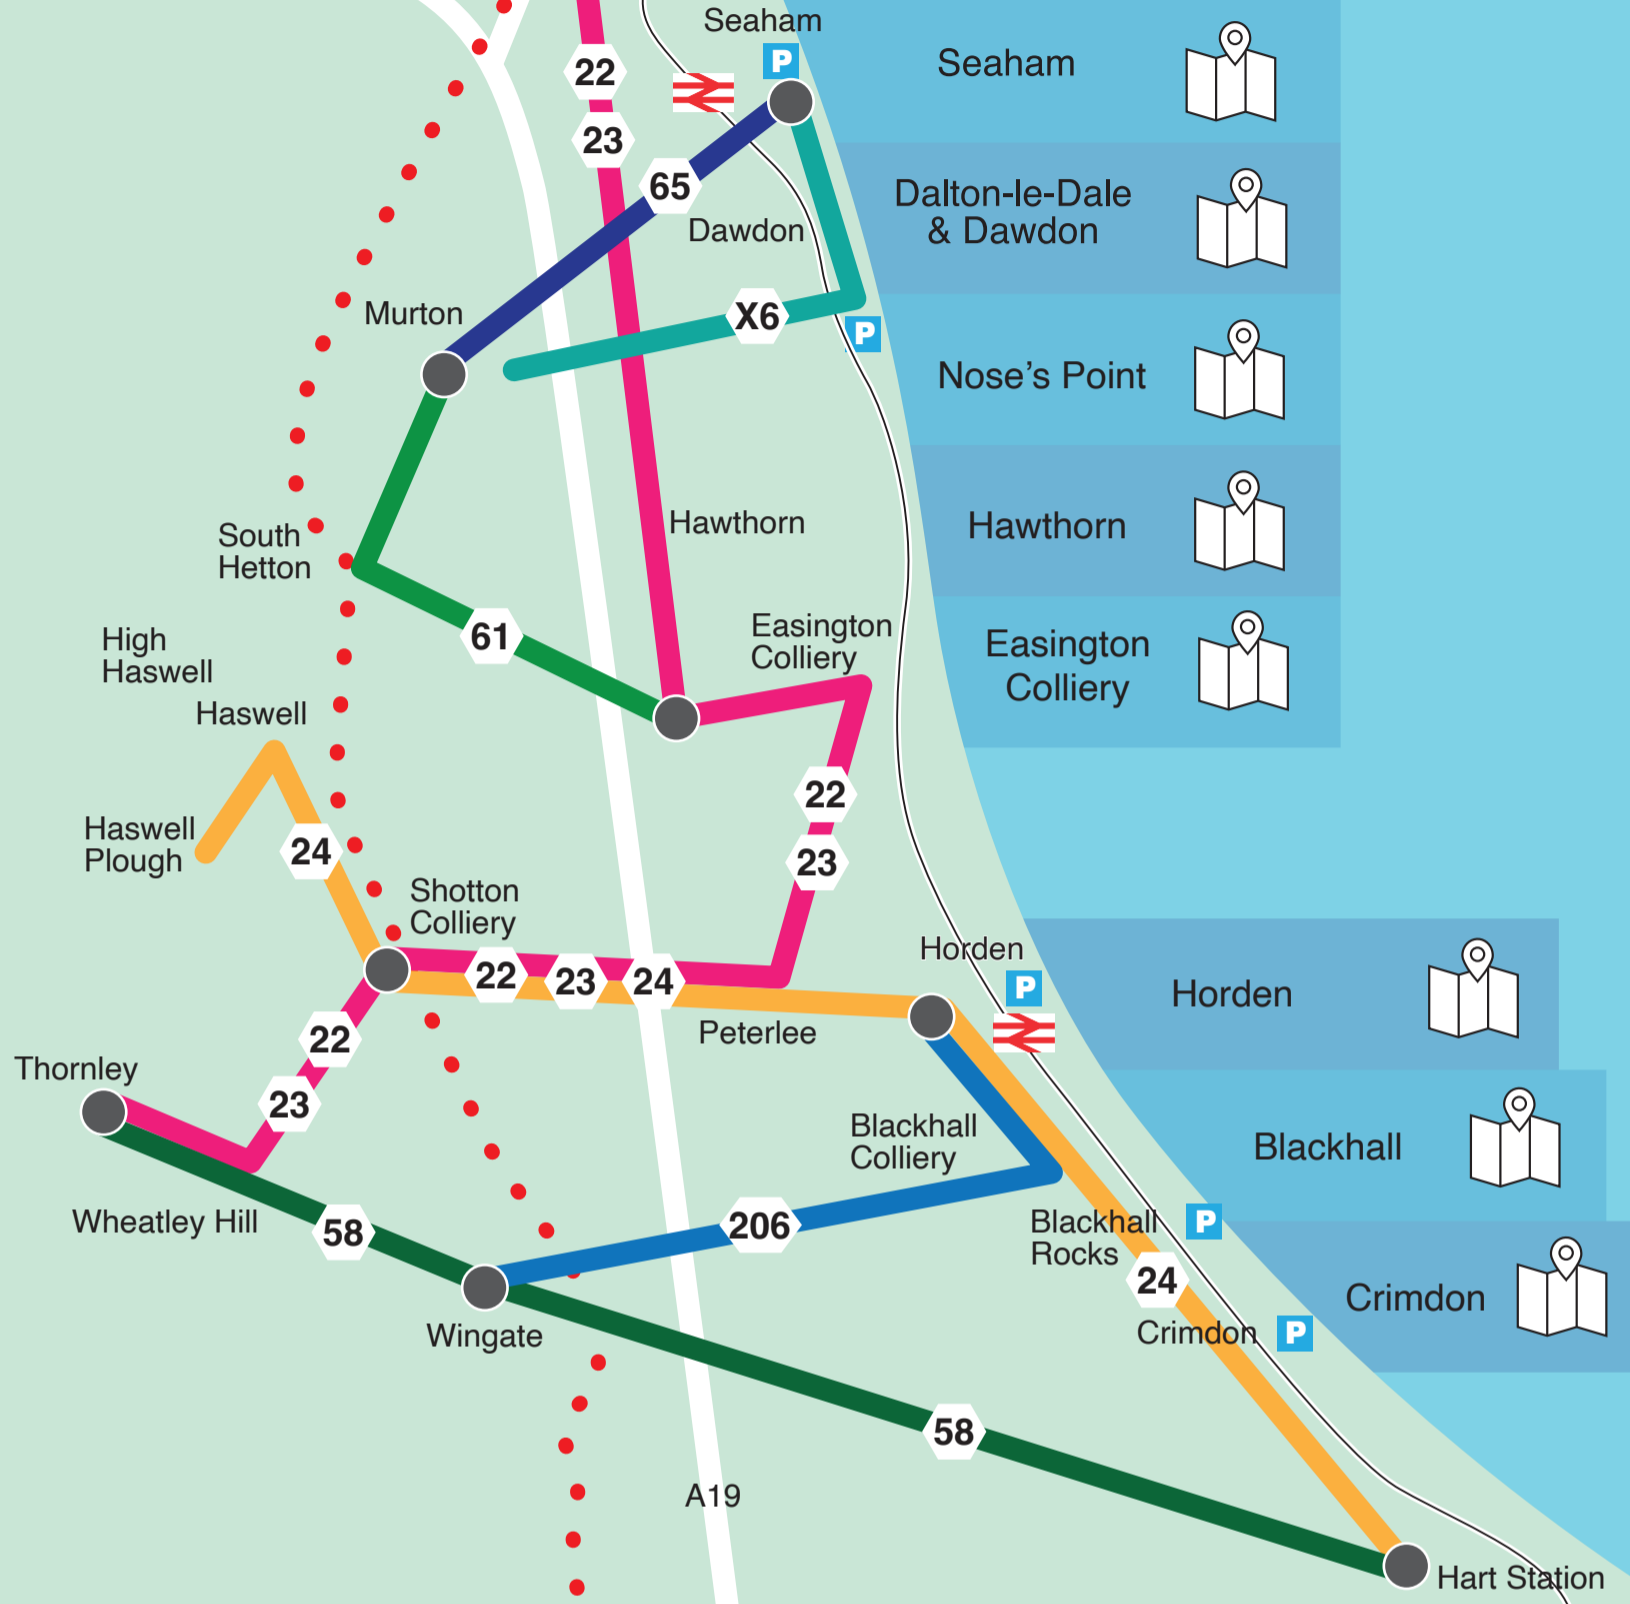 Seaham
P
22
23
65
Dawdon
Murton
X6
P
Hawthorn
South
Hetton
61
Easington
Colliery
High
Haswell
Haswell
22
23
Haswell
Plough
24
Shotton
Colliery
22
23
24
Horden
P
Peterlee
22
23
Thornley
Wheatley Hill
58
Blackhall
Colliery
206
Blackhall
Rocks
P
24
Crimdon
P
Wingate
58
A19
Hart Station
Seaham
Dalton-le-Dale
& Dawdon
Nose’s Point
Hawthorn
Easington
Colliery
Horden
Blackhall
Crimdon